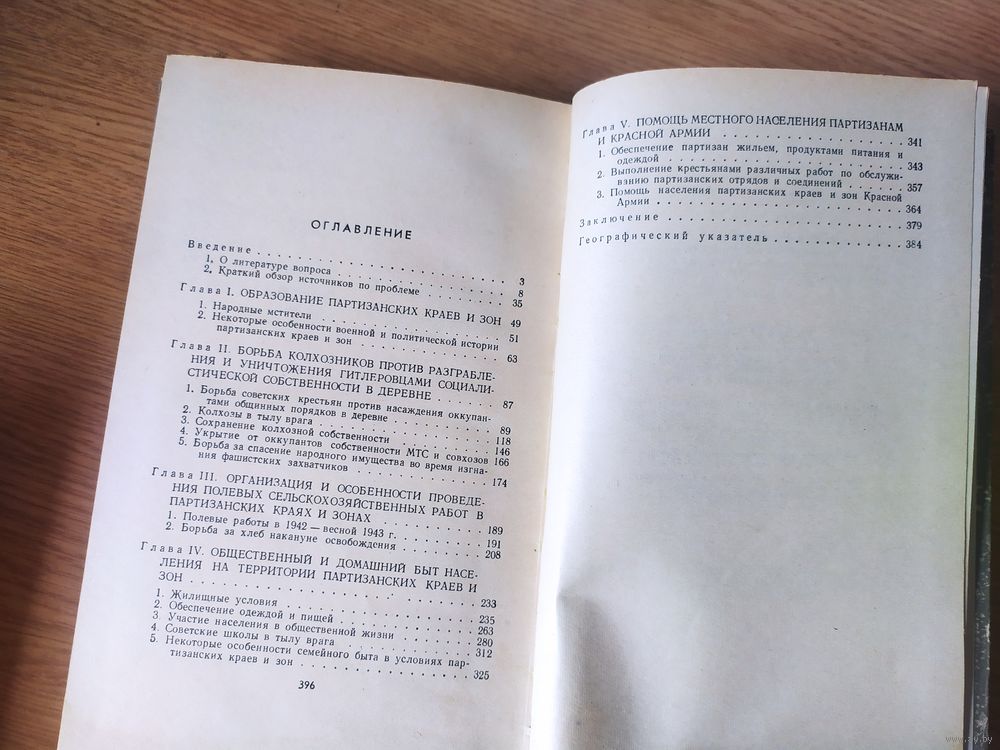 ОГЛАВЛЕНИЕ
Введение . . . . . . . . . . . . . . . . . . . . 3
1. О литературе вопроса . . . . . . . . . . . . . . 8
2. Краткий обзор источников по проблеме . . . . . . . 35
Глава I. ОБРАЗОВАНИЕ ПАРТИЗАНСКИХ КРАЕВ И ЗОН 49
1. Народные мстители . . . . . . . . . . . . . . 51
2. Некоторые особенности военной и политической истории
партизанских краев и зон . . . . . . . . . . . . 63
Глава II. БОРЬБА КОЛХОЗНИКОВ ПРОТИВ РАЗГРАБЛЕ-
НИЯ И УНИЧТОЖЕНИЯ ГИТЛЕРОВЦАМИ СОЦИАЛИ-
СТИЧЕСКОЙ СОБСТВЕННОСТИ В ДЕРЕВНЕ . . . . . . 87
1. Борьба советских крестьян против насаждения оккупан-
тами общинных порядков в деревне . . . . . . . . 89
2. Колхозы в тылу врага . . . . . . . . . . . . . 118
3. Сохранение колхозной собственности . . . . . . . 146
4. Укрытие от оккупантов собственности МТС и совхозов 166
5. Борьба за спасение народного имущества во время изгна-
ния фашистских захватчиков . . . . . . . . . . . 174
Глава III. ОРГАНИЗАЦИЯ И ОСОБЕННОСТИ ПРОВЕДЕ-
НИЯ ПОЛЕВЫХ СЕЛЬСКОХОЗЯЙСТВЕННЫХ РАБОТ В
ПАРТИЗАНСКИХ КРАЯХ И ЗОНАХ . . . . . . . . . 189
1. Полевые работы в 1942 — весной 1943 г. . . . . . . 191
2. Борьба за хлеб накануне освобождения . . . . . . . 208
Глава IV. ОБЩЕСТВЕННЫЙ И ДОМАШНИЙ БЫТ НАСЕ-
ЛЕНИЯ НА ТЕРРИТОРИИ ПАРТИЗАНСКИХ КРАЕВ И
ЗОН . . . . . . . . . . . . . . . . . . . . . 233
1. Жилищные условия . . . . . . . . . . . . . . 235
2. Обеспечение одеждой и пищей . . . . . . . . . . 263
3. Участие населения в общественной жизни . . . . . . 280
4. Советские школы в тылу врага . . . . . . . . . . 312
5. Некоторые особенности семейного быта в условиях пар-
тизанских краев и зон . . . . . . . . . . . . . 325
396
Глава V. ПОМОЩЬ МЕСТНОГО НАСЕЛЕНИЯ ПАРТИЗАНАМ
И КРАСНОЙ АРМИИ . . . . . . . . . . . . . . . 341
1. Обеспечение партизан жильем, продуктами питания и
одеждой . . . . . . . . . . . . . . . . . . . 343
2. Выполнение крестьянами различных работ по обслужи-
ванию партизанских отрядов и соединений . . . . . . 357
3. Помощь населения партизанских краев и зон Красной
Армии . . . . . . . . . . . . . . . . . . . . 364
Заключение . . . . . . . . . . . . . . . . . . . 379
Географический указатель . . . . . . . . . . . . . 384
www.ay.by